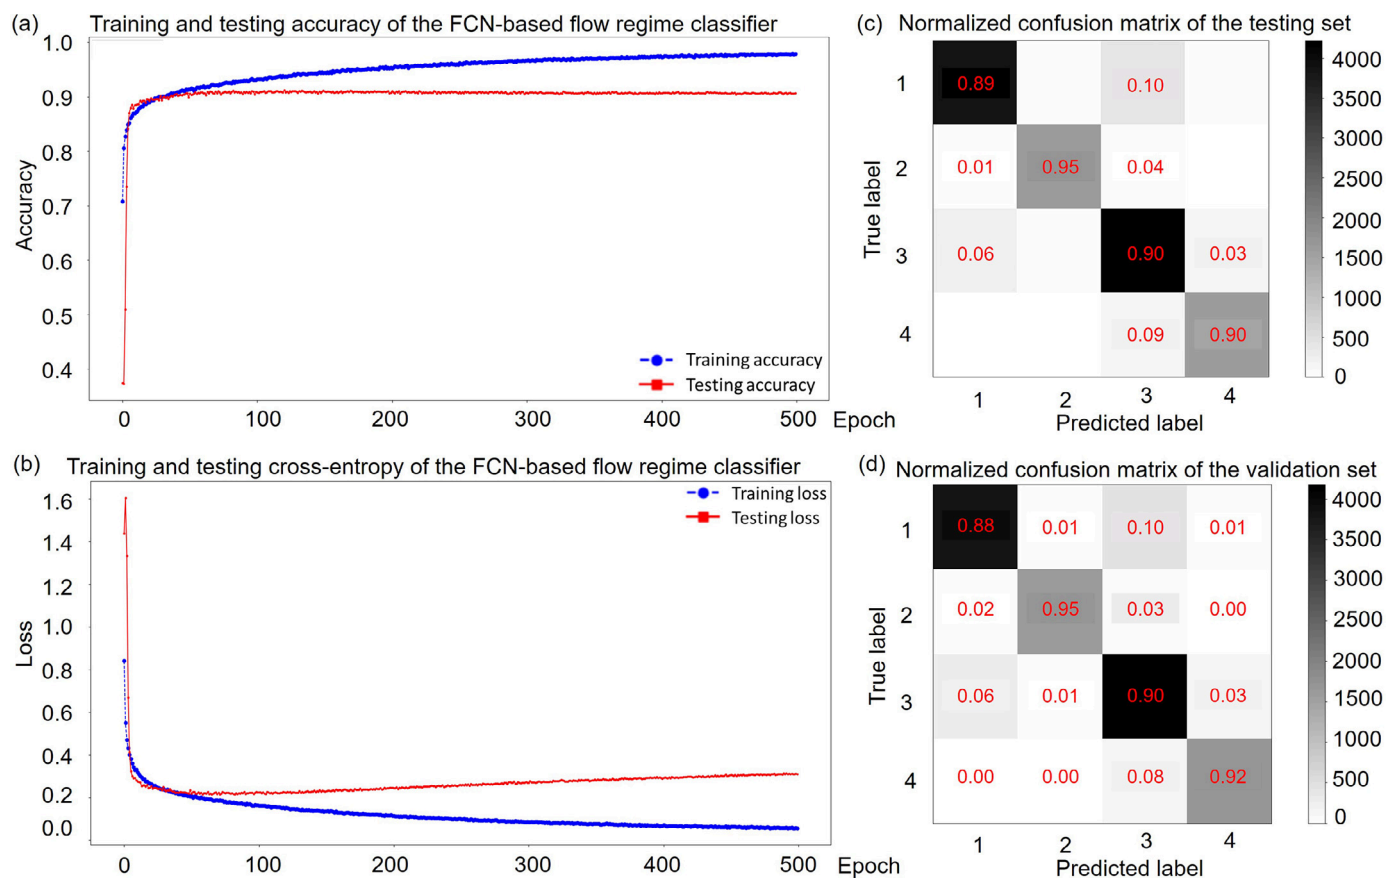 (a) Training and testing accuracy of the FCN-based flow regime classifier
1.0
0.9
0.8
0.7
0.6
0.5
0.4
Accuracy
Training accuracy
Testing accuracy
0 100 200 300 400 500 Epoch
(b) Training and testing cross-entropy of the FCN-based flow regime classifier
1.6
1.4
1.2
1.0
0.8
0.6
0.4
0.2
0.0
Loss
Training loss
Testing loss
0 100 200 300 400 500 Epoch
(c) Normalized confusion matrix of the testing set
True label
1 0.89 0.10
2 0.01 0.95 0.04
3 0.06 0.90 0.03
4 0.09 0.90
1 2 3 4
Predicted label
4000
3500
3000
2500
2000
1500
1000
500
0
(d) Normalized confusion matrix of the validation set
True label
1 0.88 0.01 0.10 0.01
2 0.02 0.95 0.03 0.00
3 0.06 0.01 0.90 0.03
4 0.00 0.00 0.08 0.92
1 2 3 4
Predicted label
4000
3500
3000
2500
2000
1500
1000
500
0